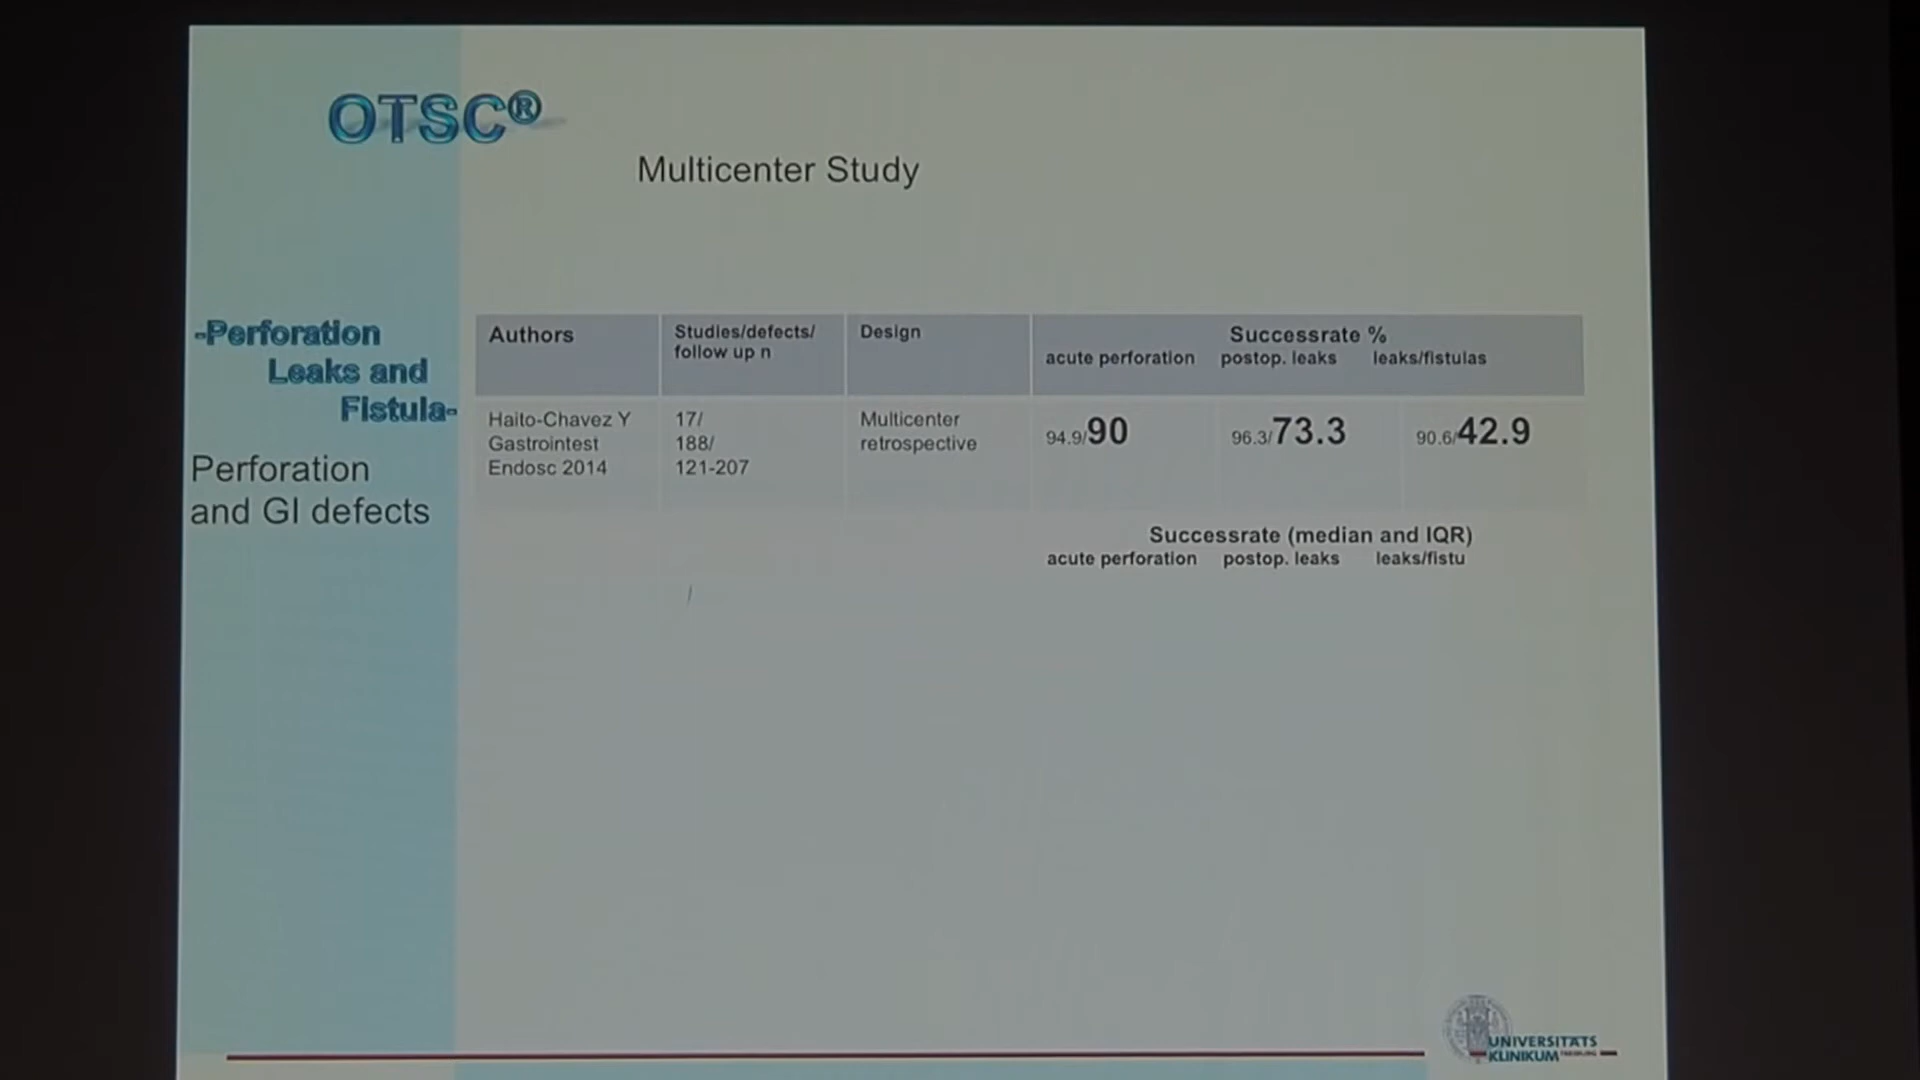 OTSC®
Multicenter Study
-Perforation
Leaks and
Fistula-
Perforation
and GI defects
Authors
Studies/defects/
follow up n
Design
Successrate %
acute perforation postop. leaks leaks/fistulas
Haito-Chavez Y
Gastrointest
Endosc 2014
17/
188/
121-207
Multicenter
retrospective
94.9/90 96.3/73.3 90.6/42.9
Successrate (median and IQR)
acute perforation postop. leaks leaks/fistu
/
UNIVERSITÄTS
KLINIKUM